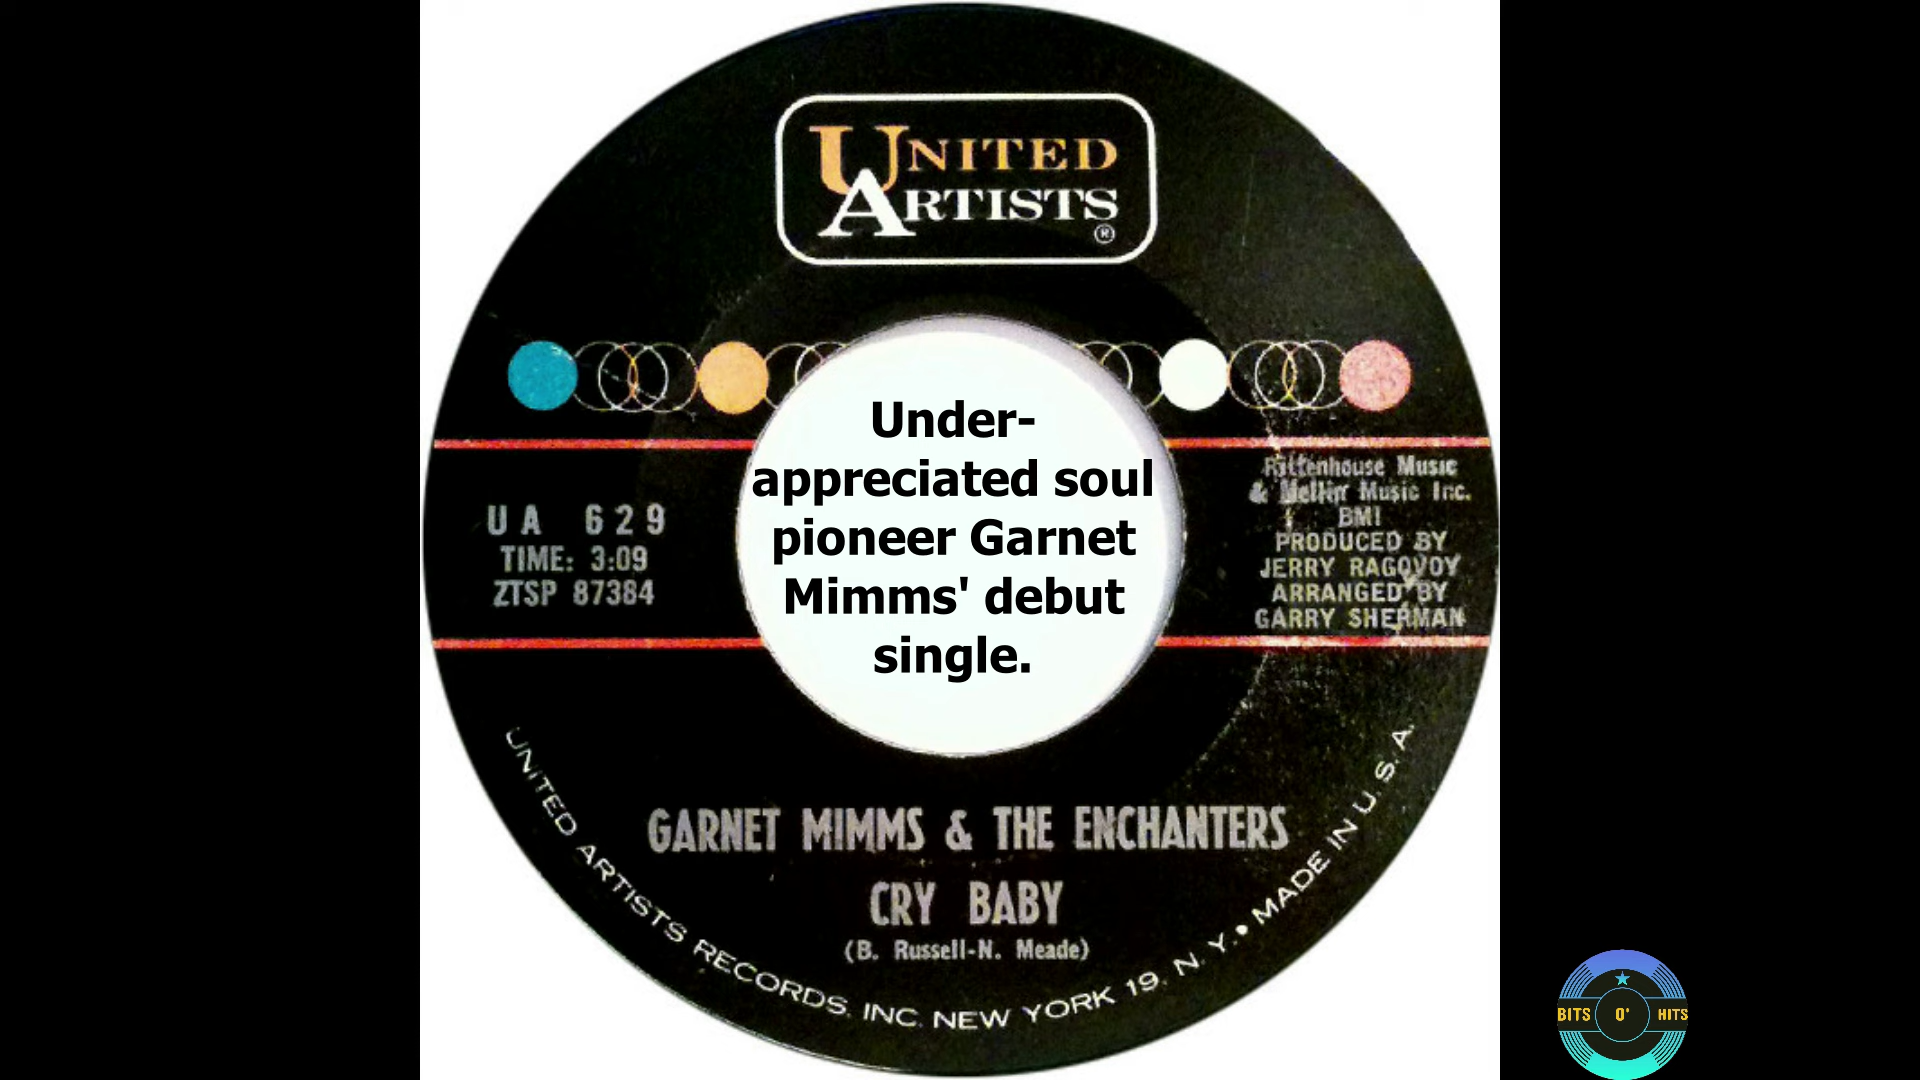 UNITED
ARTISTS
®
Under-
appreciated soul
pioneer Garnet
Mimms' debut
single.
UA 629
TIME: 3:09
ZTSP 87384
Rittenhouse Music
& Mellin Music Inc.
BMI
PRODUCED BY
JERRY RAGOVOY
ARRANGED BY
GARRY SHERMAN
GARNET MIMMS & THE ENCHANTERS
CRY BABY
(B. Russell-N. Meade)
UNITED ARTISTS RECORDS, INC. NEW YORK 19, N. Y. • MADE IN U. S. A.
BITS O' HITS